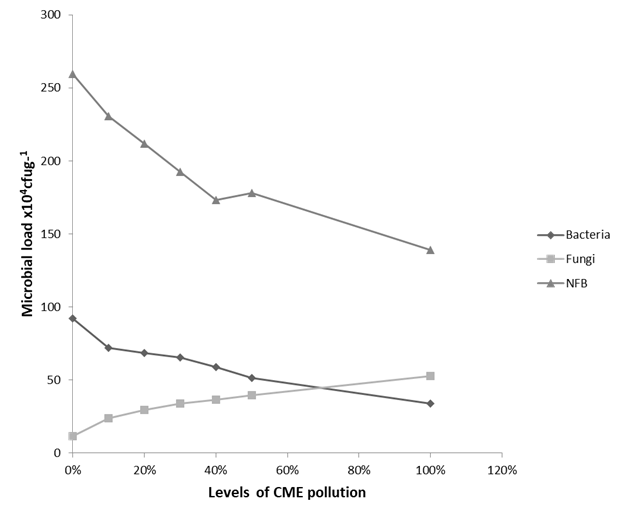 300
250
200
150
100
50
0
Microbial load x10⁴cfug-¹
0% 20% 40% 60% 80% 100% 120%
Levels of CME pollution
Bacteria
Fungi
NFB